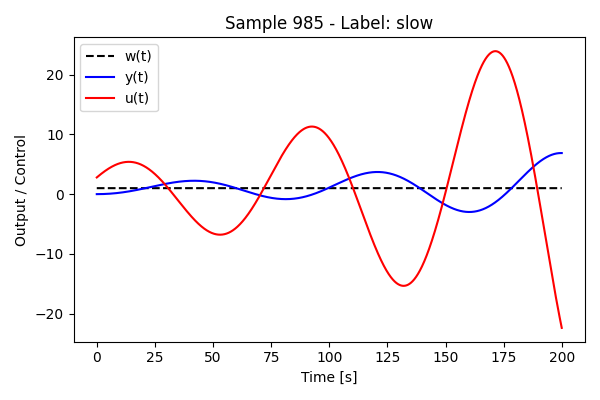 Sample 985 - Label: slow
w(t)
y(t)
u(t)
Output / Control
20
10
0
−10
−20
0 25 50 75 100 125 150 175 200
Time [s]